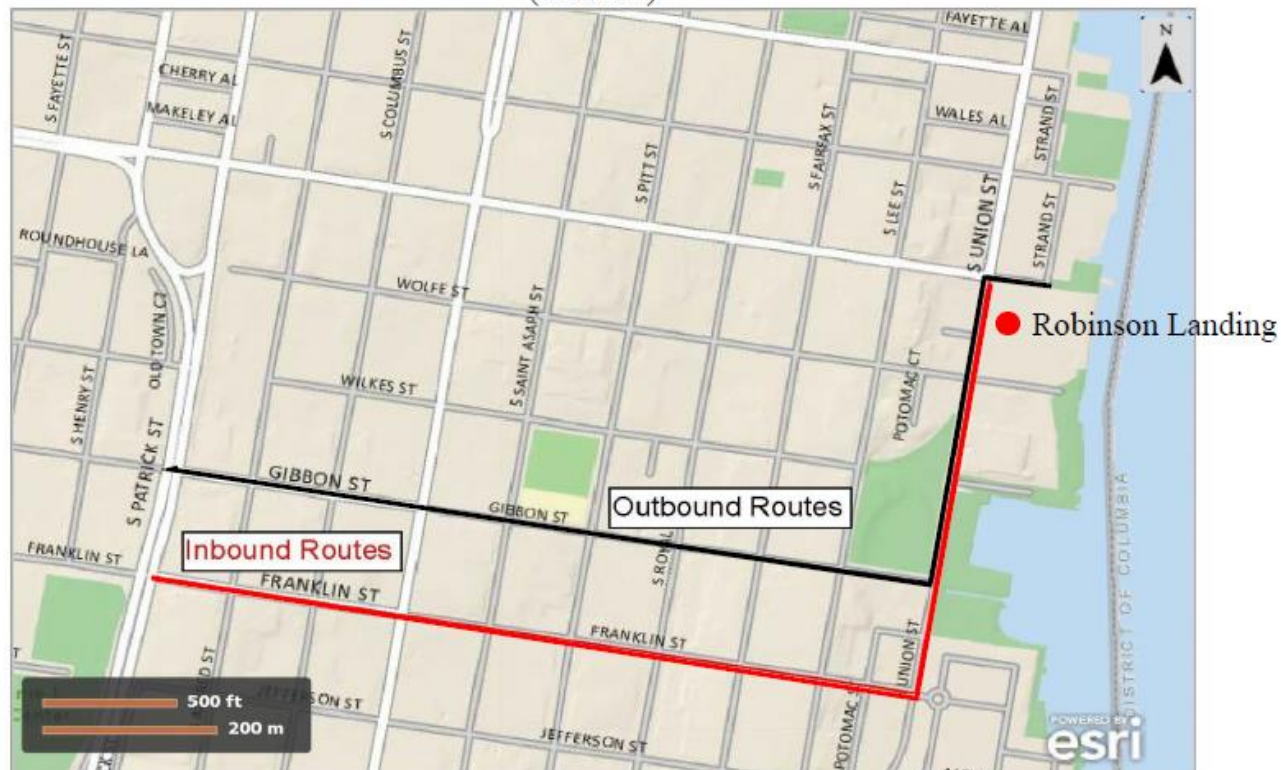 FAYETTE AL
N
S FAYETTE ST
CHERRY AL
S COLUMBUS ST
MAKELEY AL
WALES AL
STRAND ST
S FAIRFAX ST
S PITT ST
S LEE ST
S UNION ST
STRAND ST
ROUNDHOUSE LA
WOLFE ST
OLD TOWN CT
S SAINT ASAPH ST
Robinson Landing
WILKES ST
S HENRY ST
POTOMAC CT
S PATRICK ST
GIBBON ST
GIBBON ST
Outbound Routes
S ROYAL
Inbound Routes
FRANKLIN ST
FRANKLIN ST
FRANKLIN ST
UNION ST
DISTRICT OF COLUMBIA
JEFFERSON ST
JEFFERSON ST
POTOMAC
500 ft
200 m
POWERED BY
esri